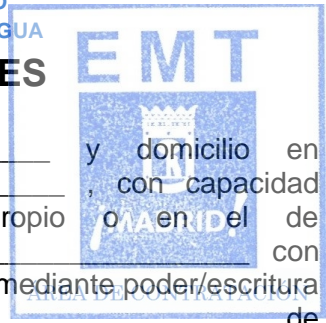 O
GUA
ES
EMT
y domicilio en
, con capacidad
ropio o en el de
¡MADRID!
con
mediante poder/escritura
ÁREA DE CONTRATACIÓN
de